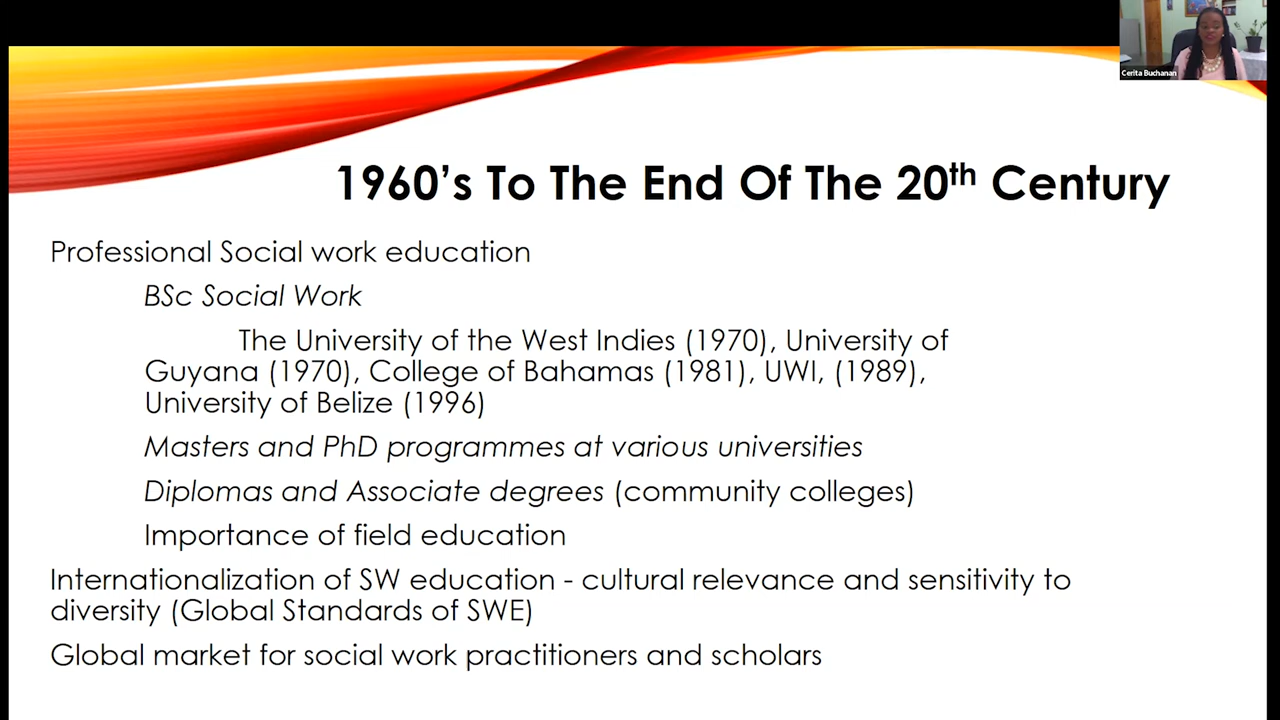 Cerita Buchanan
1960's To The End Of The 20th Century
Professional Social work education
BSc Social Work
The University of the West Indies (1970), University of
Guyana (1970), College of Bahamas (1981), UWI, (1989),
University of Belize (1996)
Masters and PhD programmes at various universities
Diplomas and Associate degrees (community colleges)
Importance of field education
Internationalization of SW education - cultural relevance and sensitivity to
diversity (Global Standards of SWE)
Global market for social work practitioners and scholars